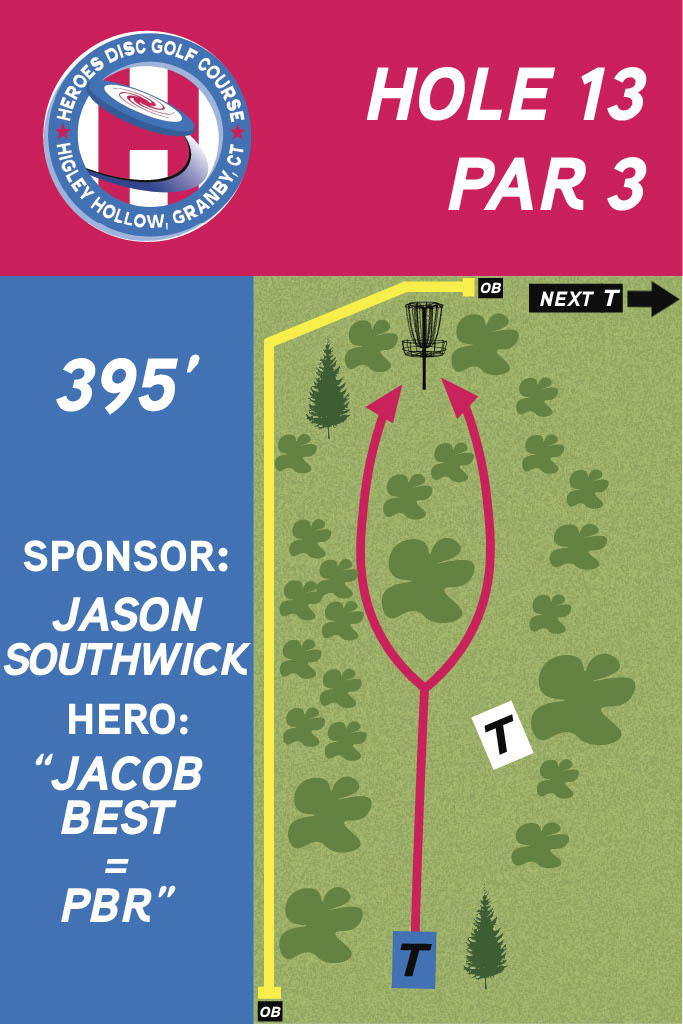 HEROES DISC GOLF COURSE
HIGLEY HOLLOW, GRANBY, CT
HOLE 13
PAR 3
395’
SPONSOR:
JASON
SOUTHWICK
HERO:
“JACOB
BEST
=
PBR”
OB
NEXT T
T
T
OB